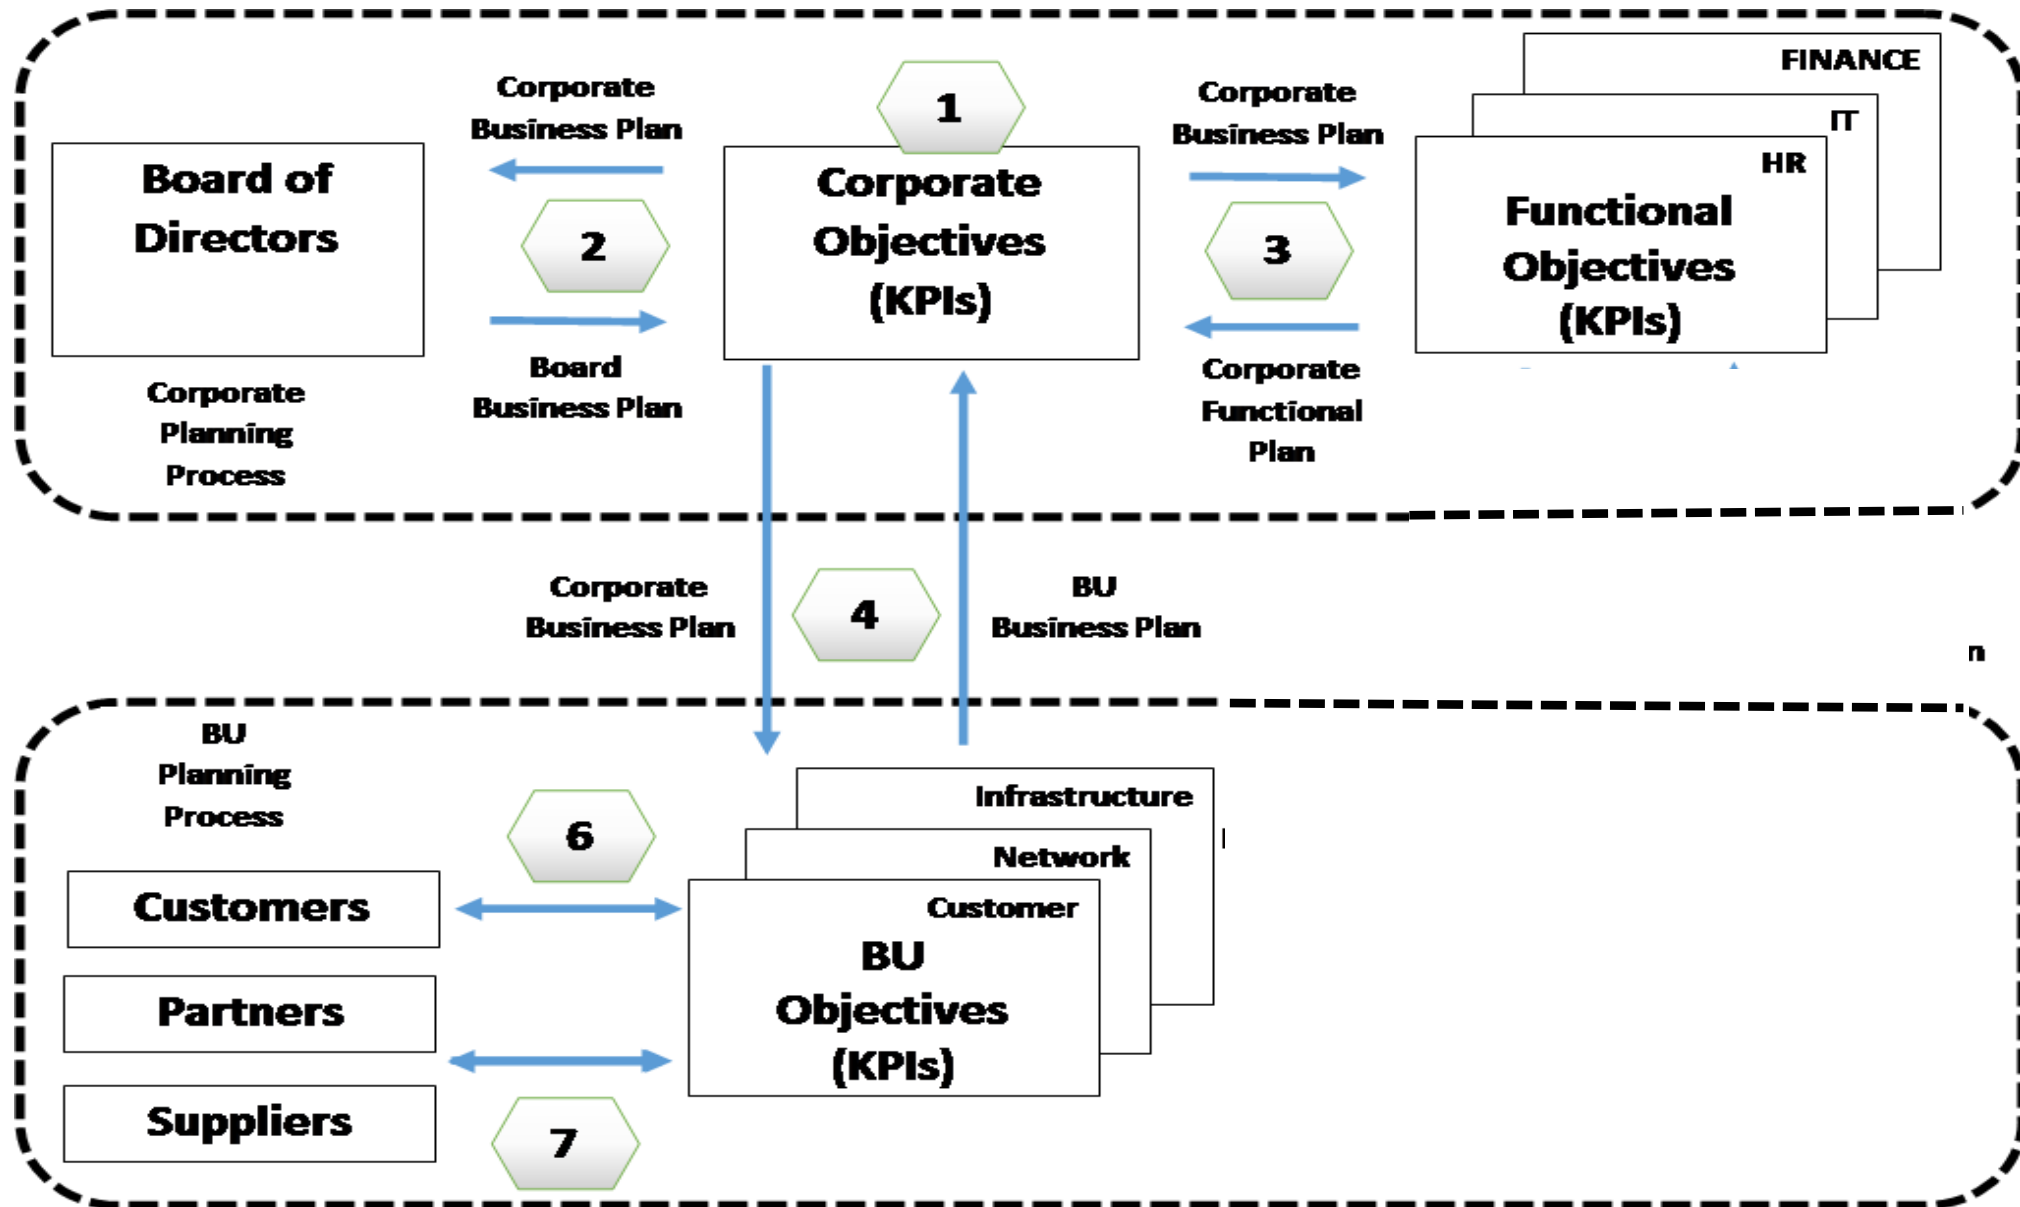 FINANCE
IT
HR
Corporate
Business Plan
1
Corporate
Business Plan
Board of
Directors
Corporate
Objectives
(KPIs)
Functional
Objectives
(KPIs)
2
3
Board
Business Plan
Corporate
Functional
Plan
Corporate
Planning
Process
Corporate
Business Plan
4
BU
Business Plan
n
BU
Planning
Process
Infrastructure
Network
Customer
6
BU
Objectives
(KPIs)
Customers
Partners
Suppliers
7